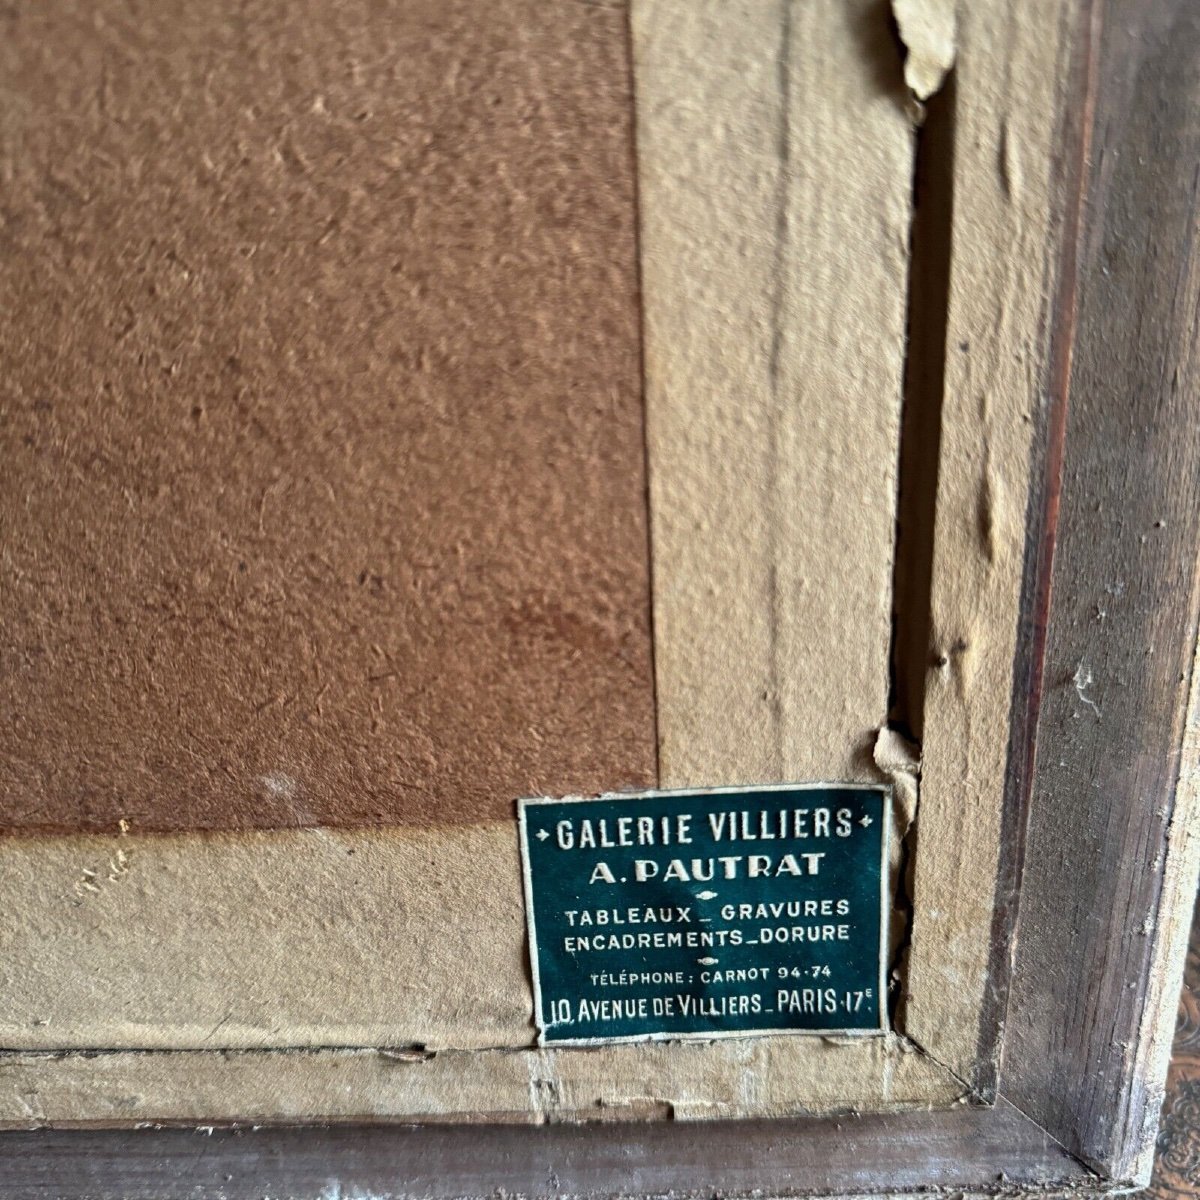 GALERIE VILLIERS
A. PAUTRAT
TABLEAUX _ GRAVURES
ENCADREMENTS _ DORURE
TÉLÉPHONE : CARNOT 94-74
10, AVENUE DE VILLIERS _ PARIS-17E